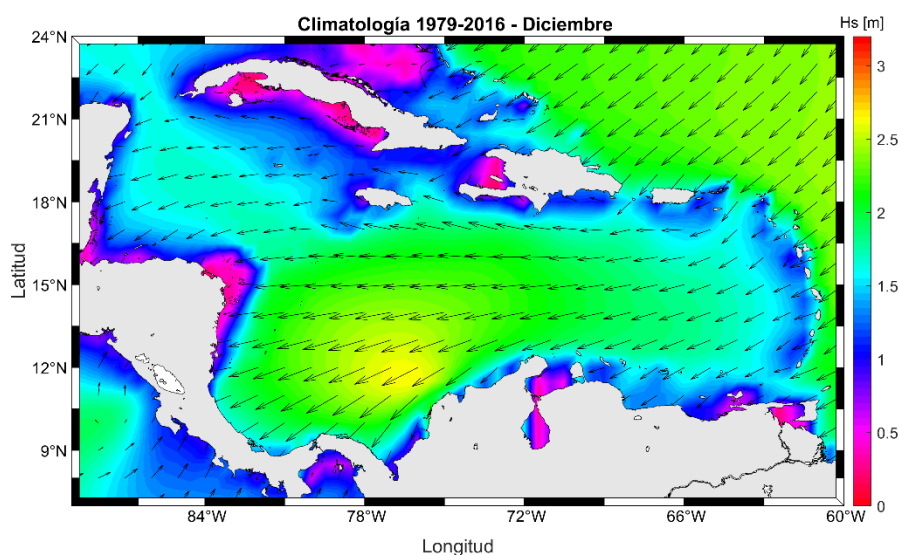 Climatología 1979-2016 - Diciembre
Hs [m]
24°N
21°N
18°N
15°N
12°N
9°N
Latitud
84°W
78°W
72°W
66°W
60°W
Longitud
3
2.5
2
1.5
1
0.5
0